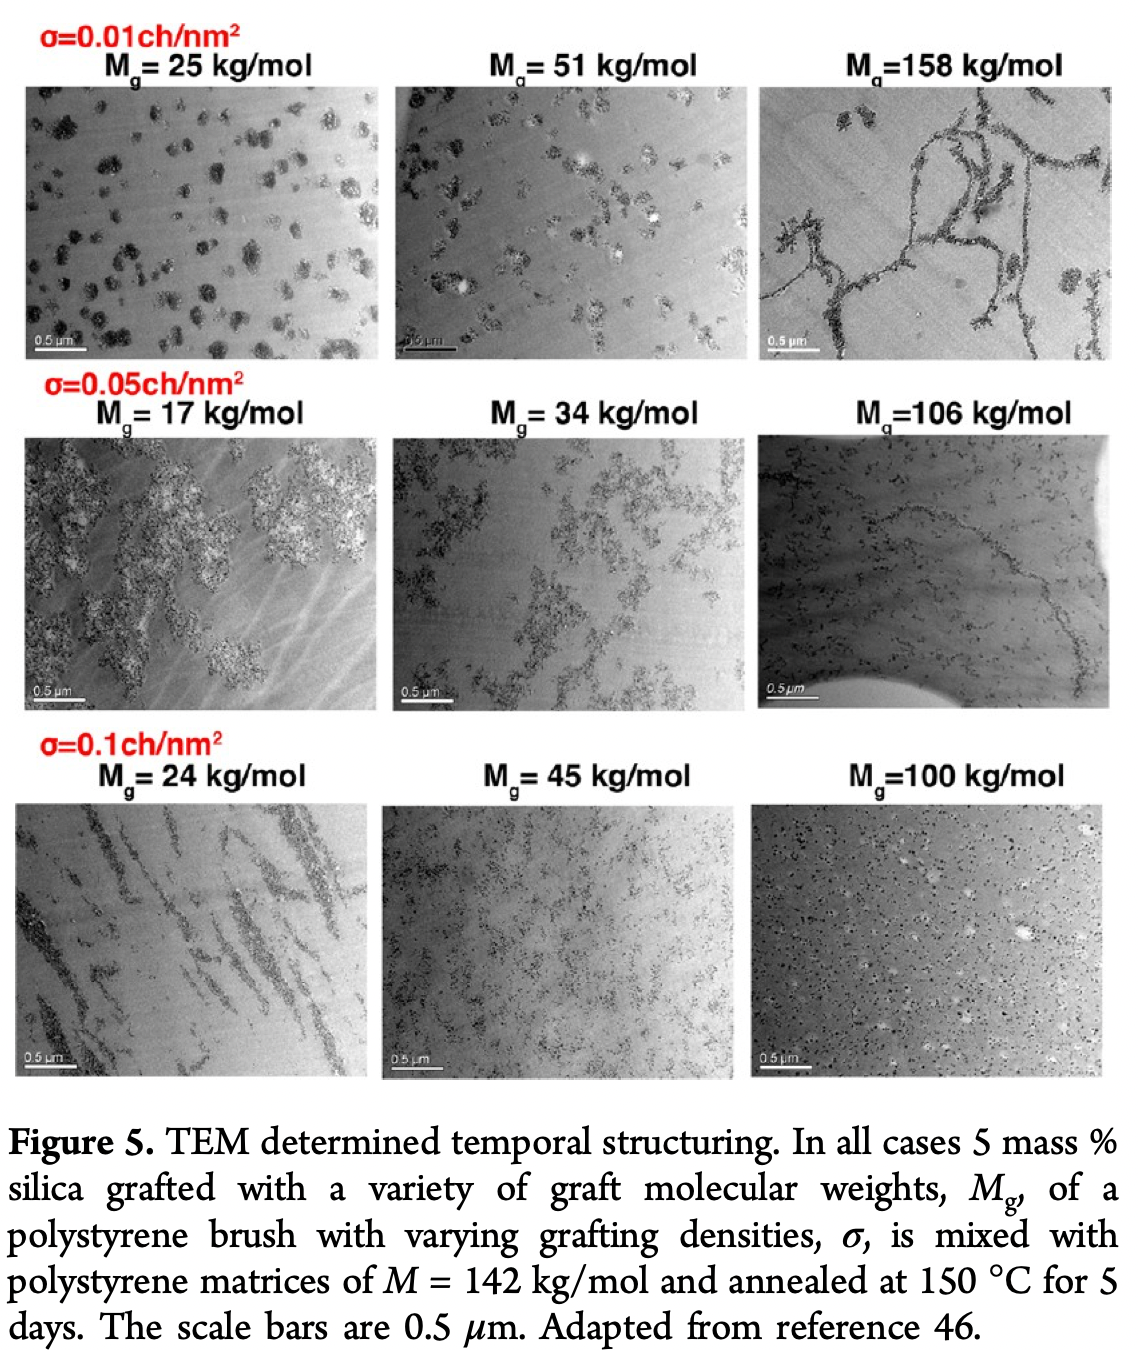 σ=0.01ch/nm²
Mg= 25 kg/mol Mg= 51 kg/mol Mg=158 kg/mol
0.5 µm 0.5 µm 0.5 µm
σ=0.05ch/nm²
Mg= 17 kg/mol Mg= 34 kg/mol Mg=106 kg/mol
0.5 µm 0.5 µm 0.5 µm
σ=0.1ch/nm²
Mg= 24 kg/mol Mg= 45 kg/mol Mg=100 kg/mol
0.5 µm 0.5 µm 0.5 µm
Figure 5. TEM determined temporal structuring. In all cases 5 mass %
silica grafted with a variety of graft molecular weights, Mg, of a
polystyrene brush with varying grafting densities, σ, is mixed with
polystyrene matrices of M = 142 kg/mol and annealed at 150 °C for 5
days. The scale bars are 0.5 μm. Adapted from reference 46.